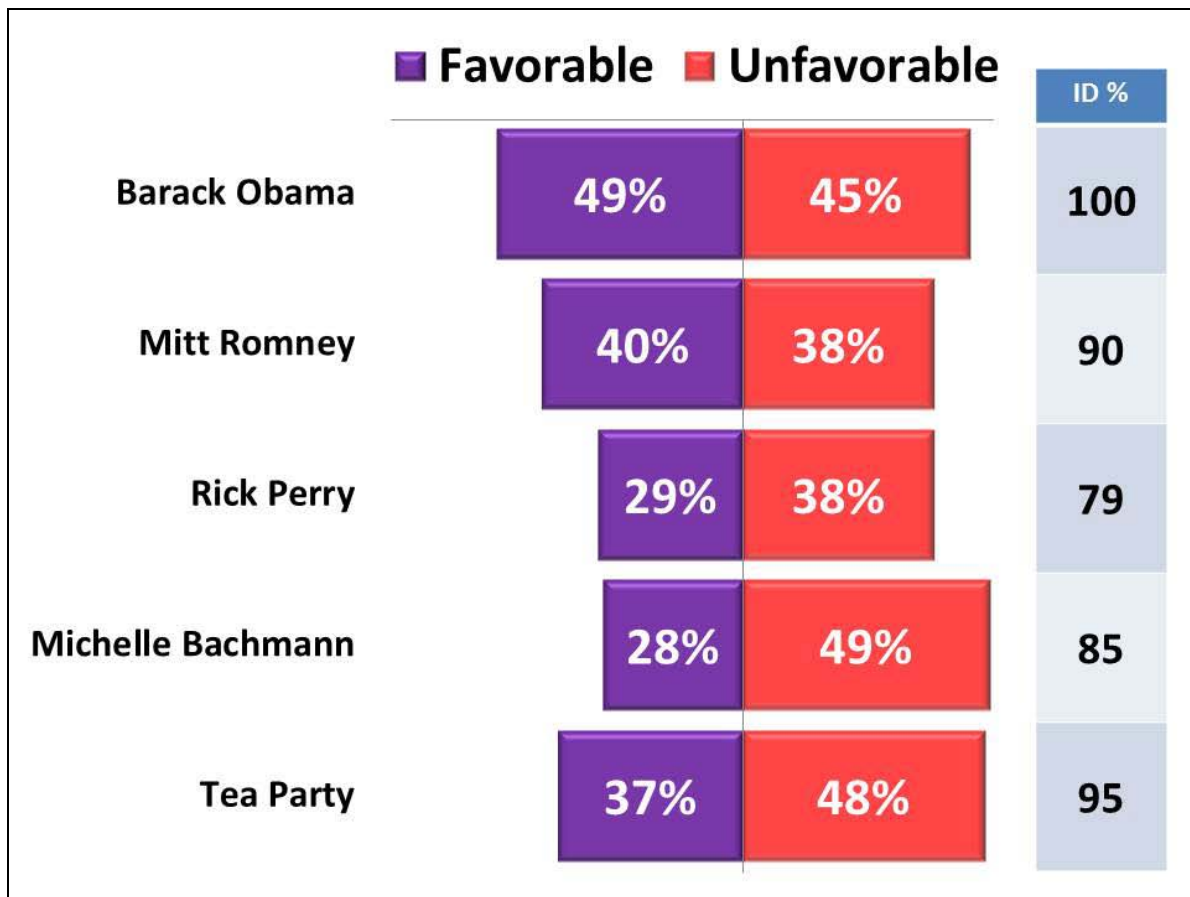 Favorable Unfavorable
ID %
Barack Obama 49% 45% 100
Mitt Romney 40% 38% 90
Rick Perry 29% 38% 79
Michelle Bachmann 28% 49% 85
Tea Party 37% 48% 95